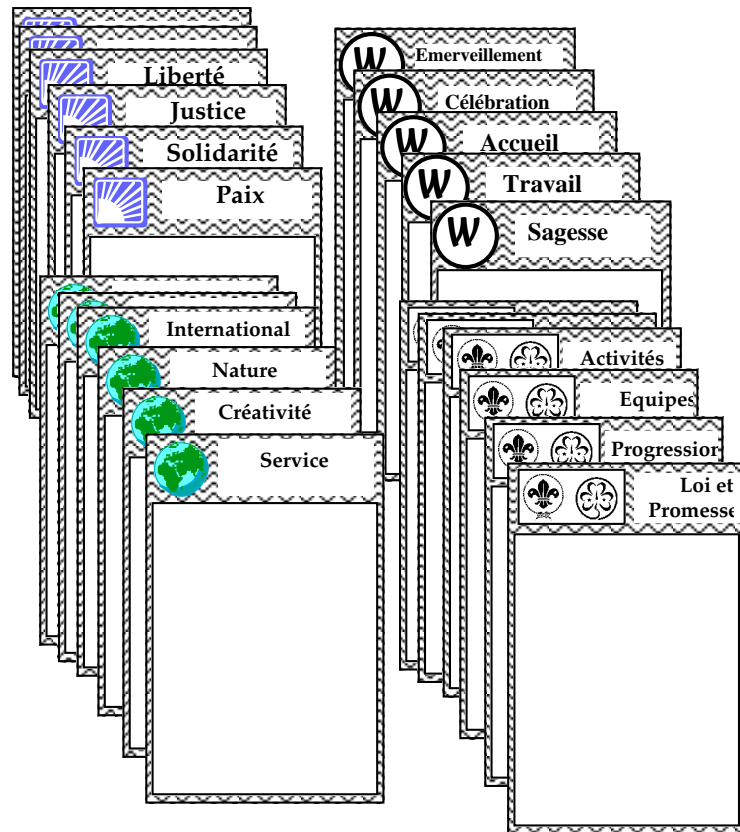 Liberté
Justice
Solidarité
Paix
W
Emerveillement
W
Célébration
W
Accueil
W
Travail
W
Sagesse
International
Nature
Créativité
Service
Activités
Equipes
Progression
Loi et
Promesse